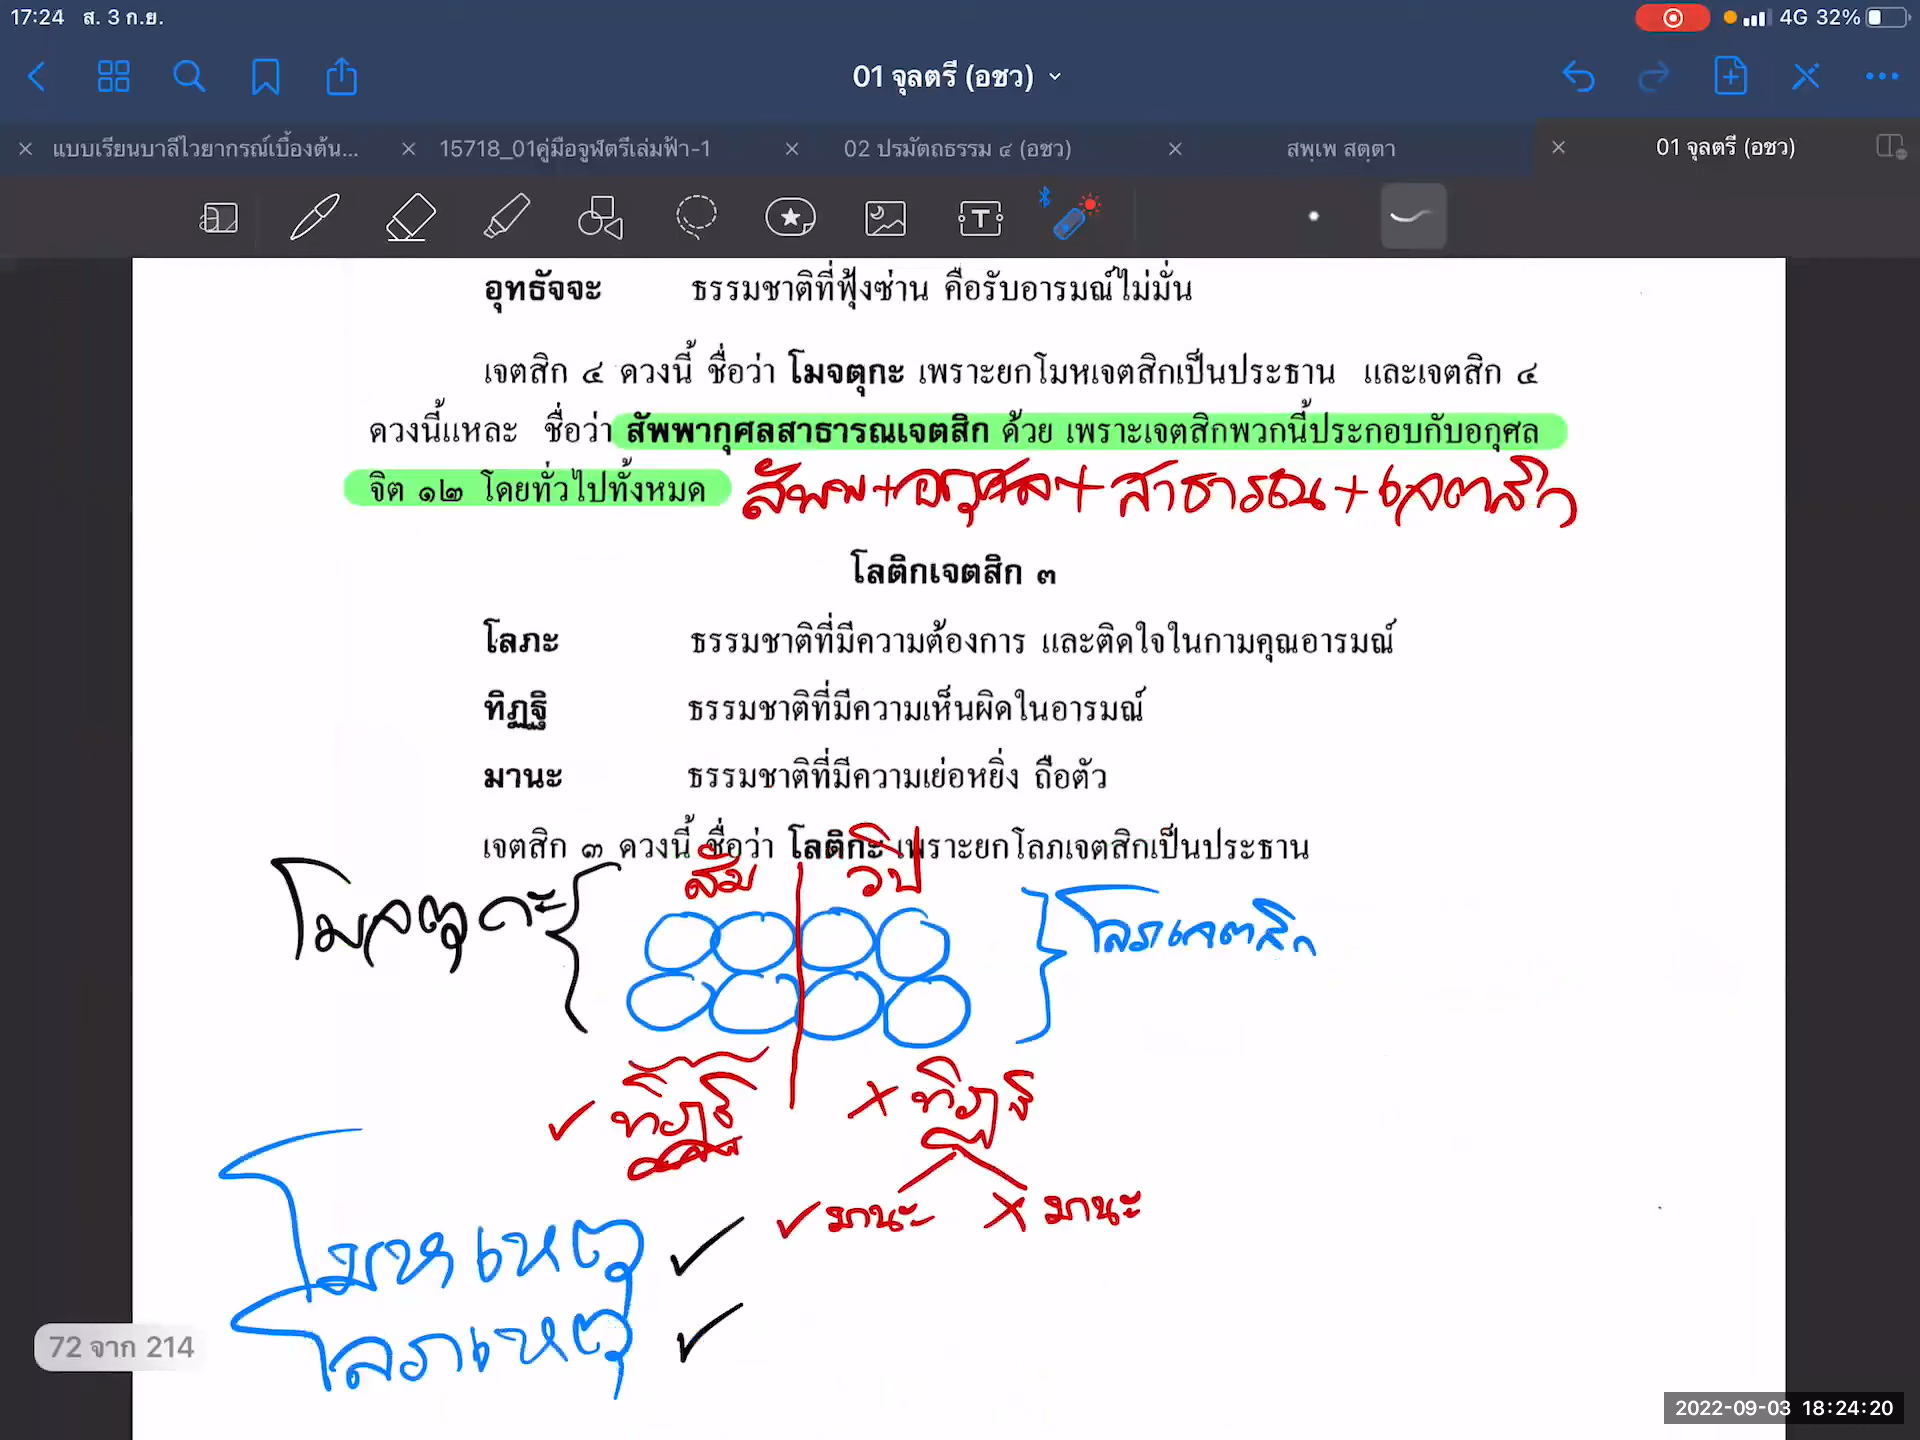 17:24 ส. 3 ก.ย. 4G 32%
01 จุลตรี (อชว)
แบบเรียนบาลีไวยากรณ์เบื้องต้น... 15718_01คู่มือจูฬตรีเล่มฟ้า-1 02 ปรมัตถธรรม ๔ (อชว) สพฺเพ สตฺตา 01 จุลตรี (อชว)
อุทธัจจะ ธรรมชาติที่ฟุ้งซ่าน คือรับอารมณ์ไม่มั่น
เจตสิก ๔ ดวงนี้ ชื่อว่า โมจตุกะ เพราะยกโมหเจตสิกเป็นประธาน และเจตสิก ๔
ดวงนี้แหละ ชื่อว่า สัพพากุศลสาธารณเจตสิก ด้วย เพราะเจตสิกพวกนี้ประกอบกับอกุศล
จิต ๑๒ โดยทั่วไปทั้งหมด สัพพ+อกุศล+สาธารณ+เจตสิก
โลติกเจตสิก ๓
โลภะ ธรรมชาติที่มีความต้องการ และติดใจในกามคุณอารมณ์
ทิฏฐิ ธรรมชาติที่มีความเห็นผิดในอารมณ์
มานะ ธรรมชาติที่มีความเย่อหยิ่ง ถือตัว
เจตสิก ๓ ดวงนี้ ชื่อว่า โลติกะ เพราะยกโลภเจตสิกเป็นประธาน
สัม วิป
โมจตุกะ โลภเจตสิก
✓ ทิฏฐิ × ทิฏฐิ
✓ มานะ × มานะ
โมหเหตุ ✓
โลภเหตุ ✓
72 จาก 214
2022-09-03 18:24:20